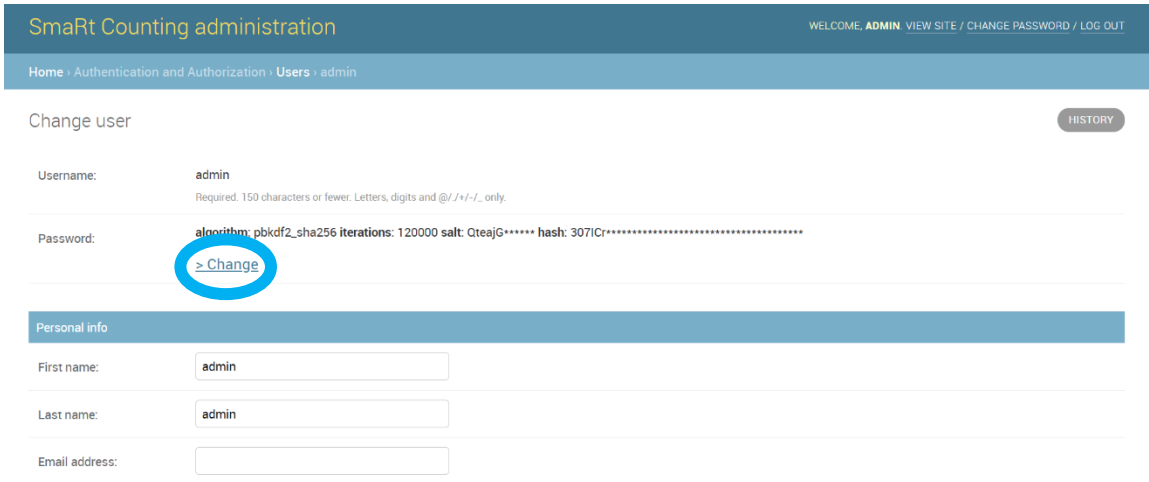 SmaRt Counting administration
WELCOME, ADMIN. VIEW SITE / CHANGE PASSWORD / LOG OUT
Home › Authentication and Authorization › Users › admin
Change user
HISTORY
Username:
admin
Required. 150 characters or fewer. Letters, digits and @/./+/-/_ only.
Password:
algorithm: pbkdf2_sha256 iterations: 120000 salt: QteajG****** hash: 307ICr**************************************
> Change
Personal info
First name:
admin
Last name:
admin
Email address: